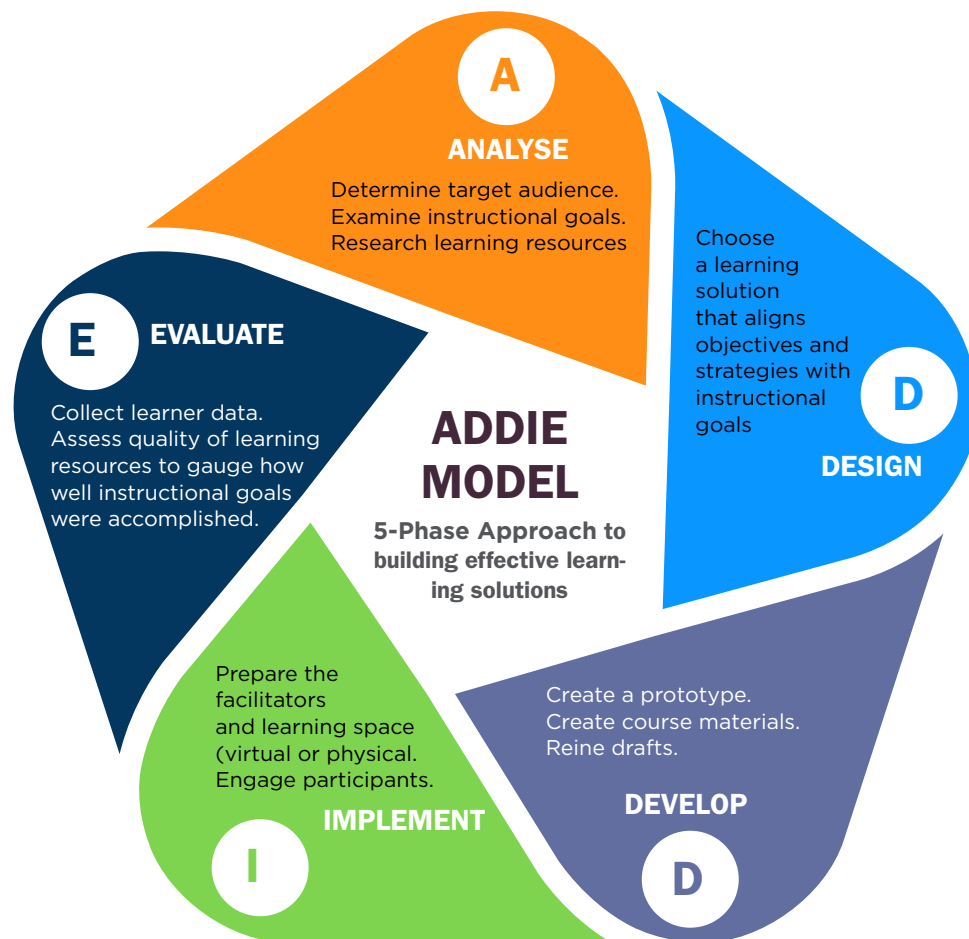 A
ANALYSE
Determine target audience.
Examine instructional goals.
Research learning resources
Choose
a learning
solution
that aligns
objectives and
strategies with
instructional
goals
D
DESIGN
Create a prototype.
Create course materials.
Reine drafts.
DEVELOP
D
Prepare the
facilitators
and learning space
(virtual or physical.
Engage participants.
IMPLEMENT
I
E
EVALUATE
Collect learner data.
Assess quality of learning
resources to gauge how
well instructional goals
were accomplished.
ADDIE
MODEL
5-Phase Approach to
building effective learn-
ing solutions